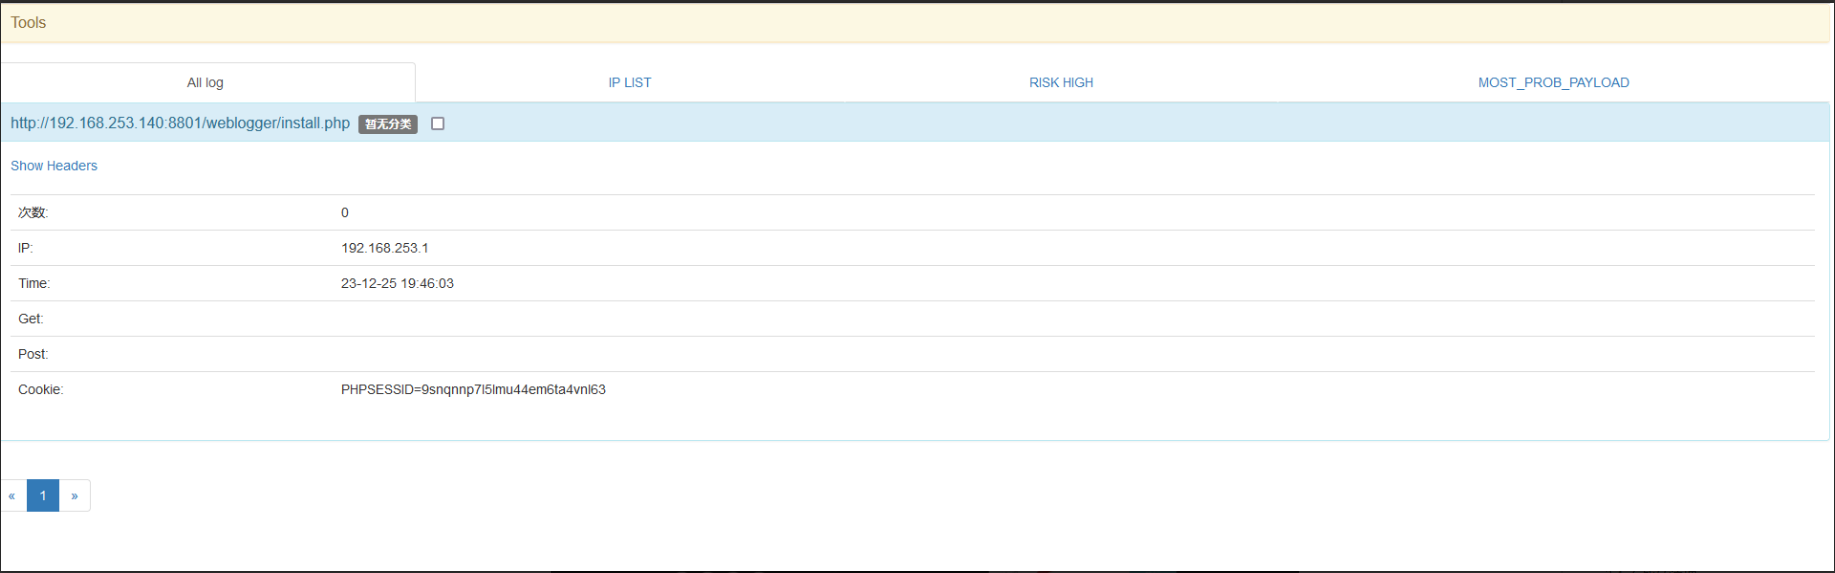 Tools
All log IP LIST RISK HIGH MOST_PROB_PAYLOAD
http://192.168.253.140:8801/weblogger/install.php 暂无分类
Show Headers
次数: 0
IP: 192.168.253.1
Time: 23-12-25 19:46:03
Get:
Post:
Cookie: PHPSESSID=9snqnnp7l5lmu44em6ta4vnl63
« 1 »